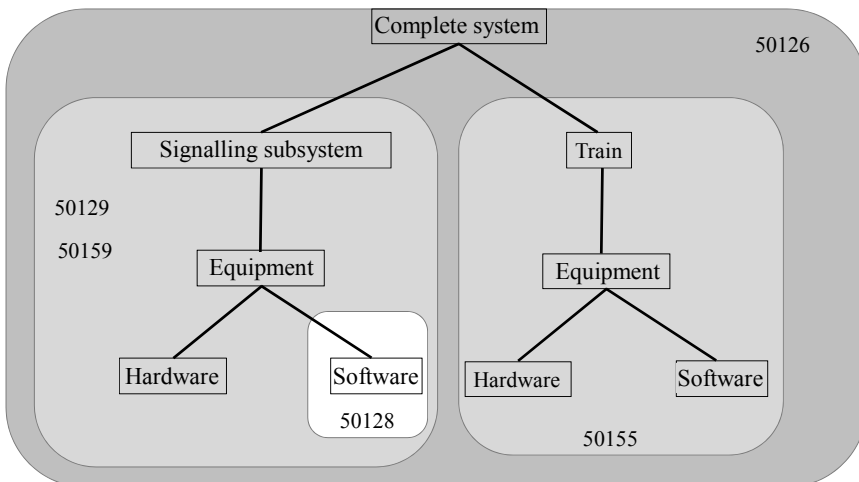 Complete system
50126
Signalling subsystem
Train
50129
50159
Equipment
Equipment
Hardware
Software
Hardware
Software
50128
50155